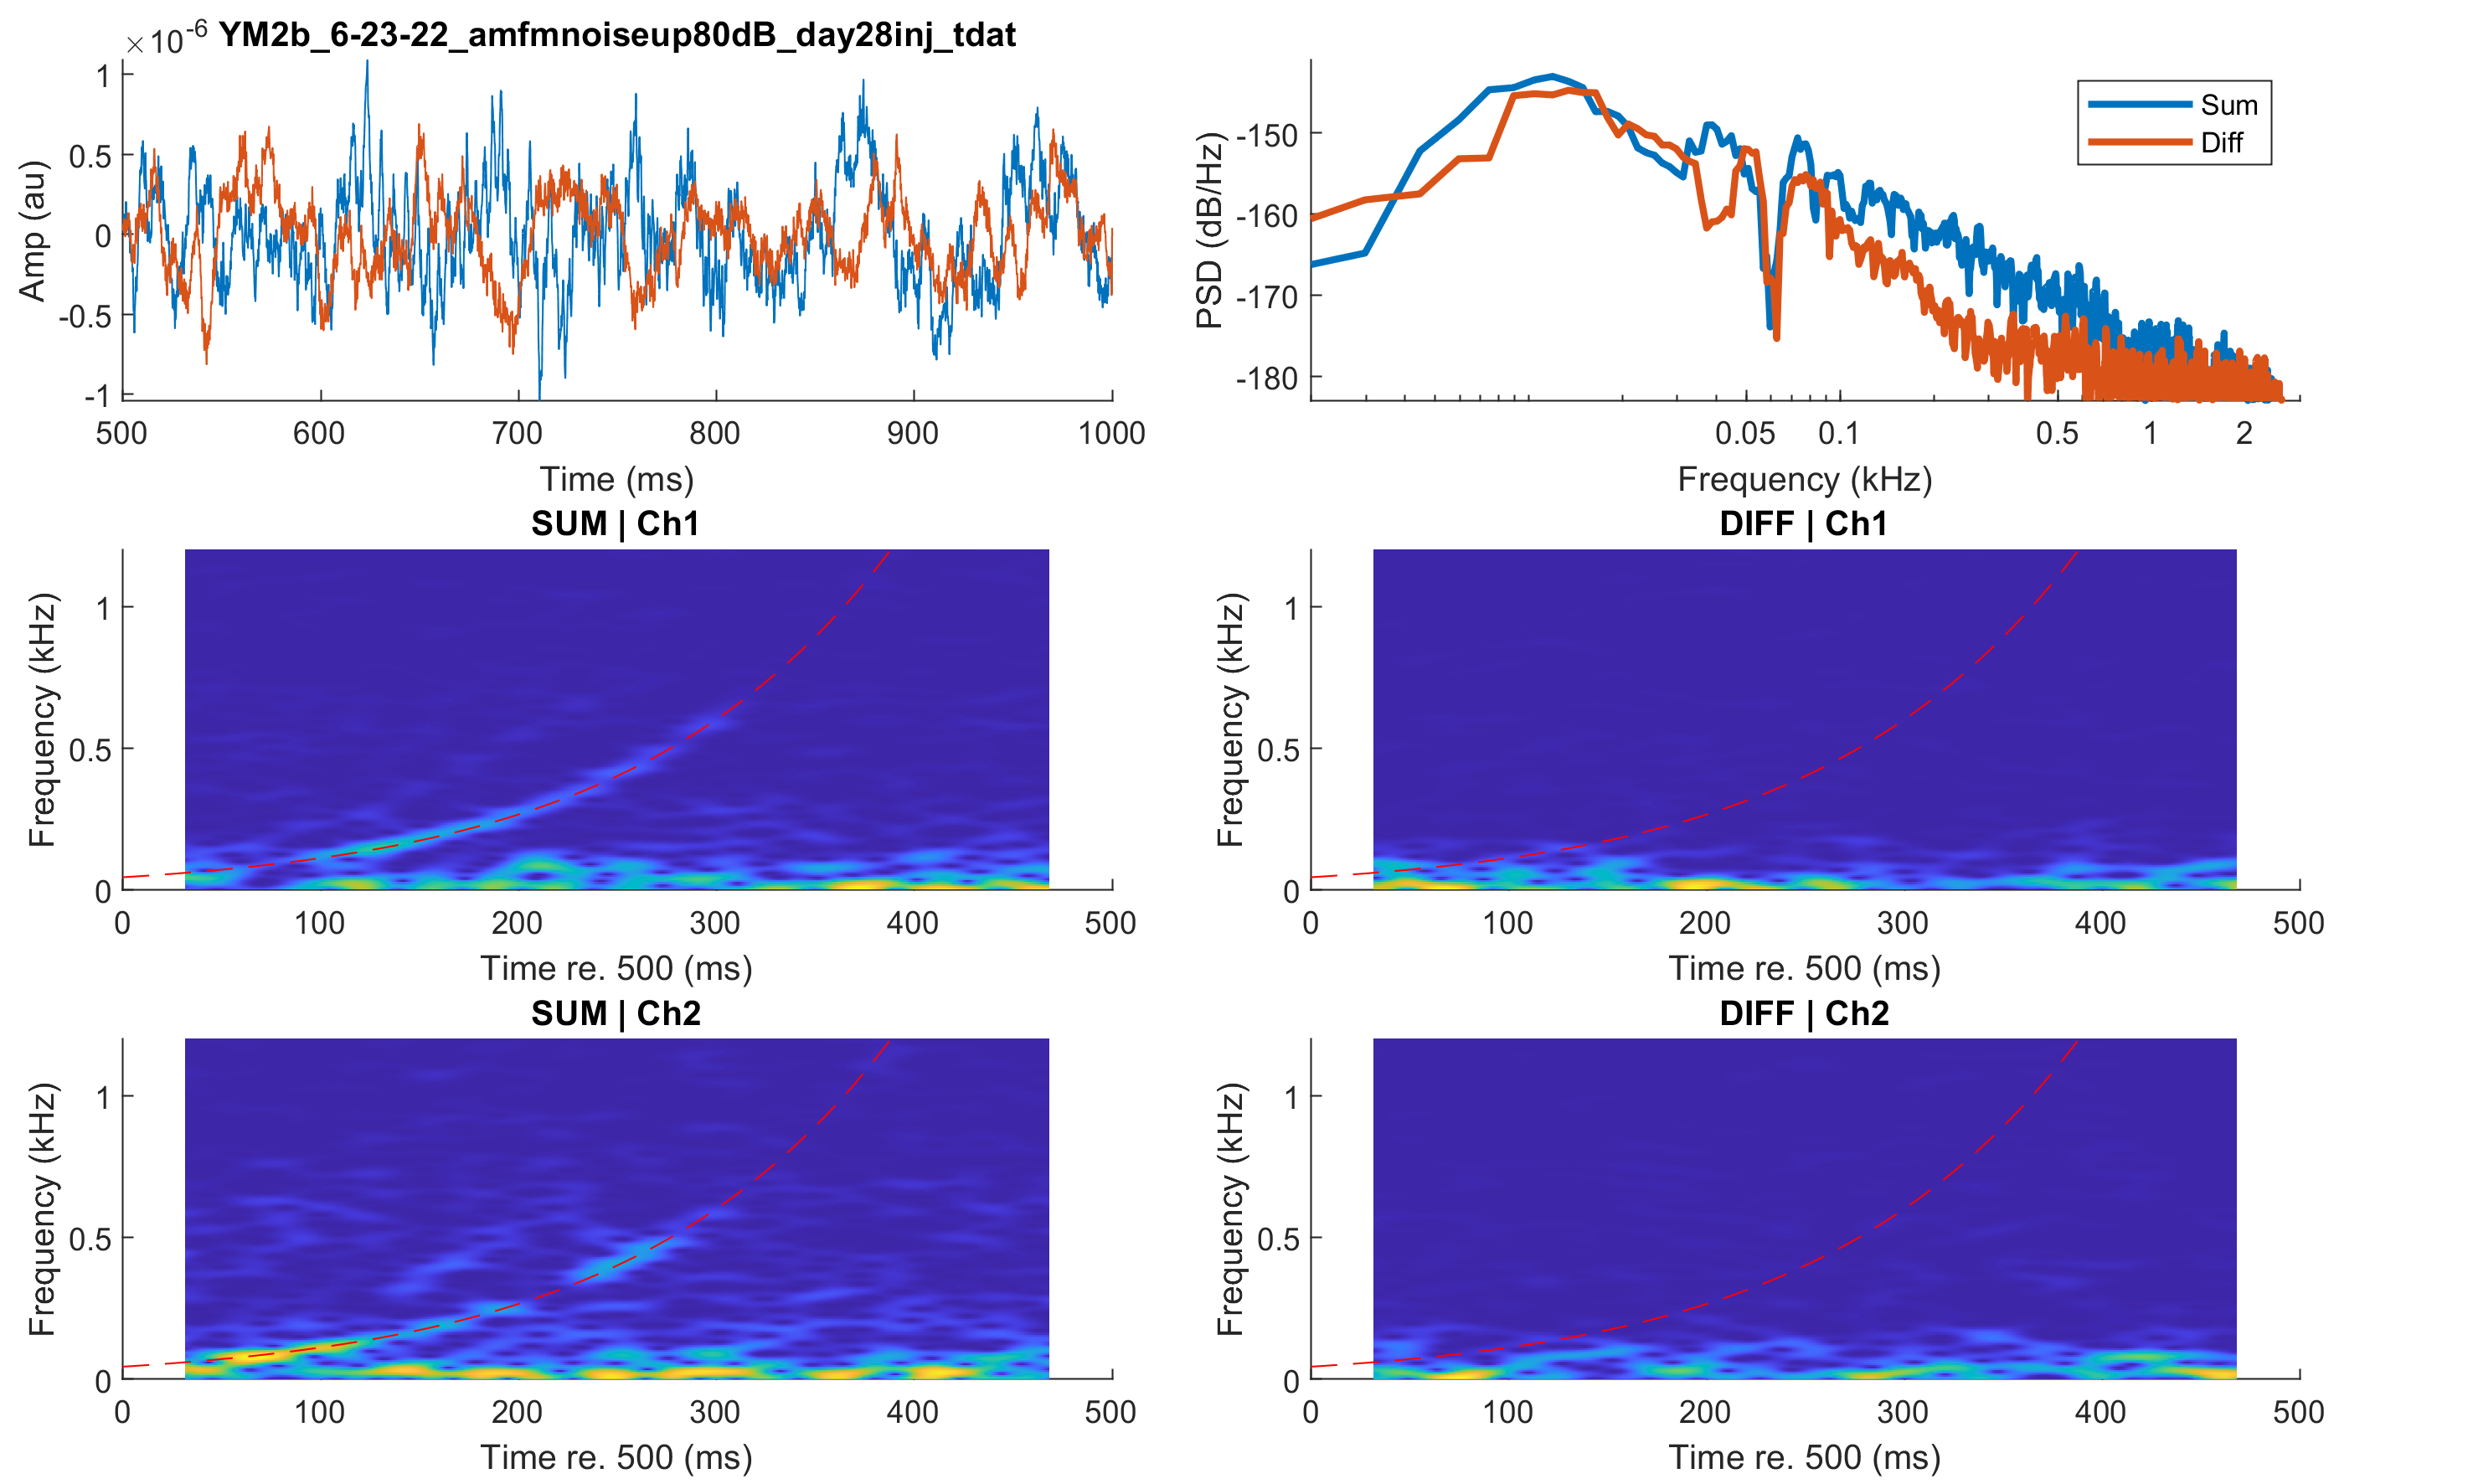 ×10-6 YM2b_6-23-22_amfmnoiseup80dB_day28inj_tdat
Amp (au)
1
0.5
0
-0.5
-1
500 600 700 800 900 1000
Time (ms)
PSD (dB/Hz)
-150
-160
-170
-180
Sum
Diff
0.05 0.1 0.5 1 2
Frequency (kHz)
SUM | Ch1
Frequency (kHz)
1
0.5
0
0 100 200 300 400 500
Time re. 500 (ms)
DIFF | Ch1
Frequency (kHz)
1
0.5
0
0 100 200 300 400 500
Time re. 500 (ms)
SUM | Ch2
Frequency (kHz)
1
0.5
0
0 100 200 300 400 500
Time re. 500 (ms)
DIFF | Ch2
Frequency (kHz)
1
0.5
0
0 100 200 300 400 500
Time re. 500 (ms)